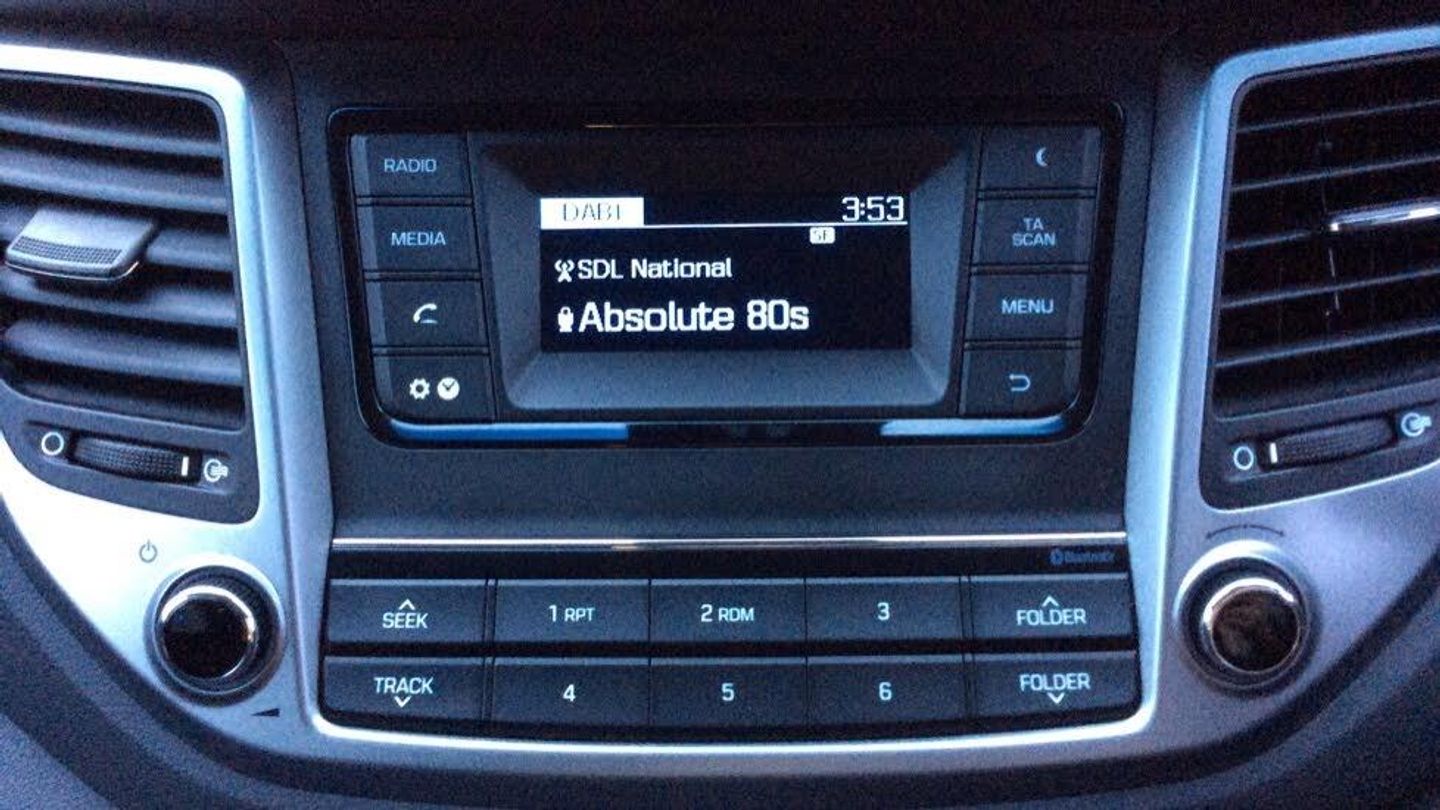 RADIO
MEDIA
DAB1
3:53
SF
SDL National
Absolute 80s
TA
SCAN
MENU
Bluetooth
SEEK
1 RPT
2 RDM
3
FOLDER
TRACK
4
5
6
FOLDER